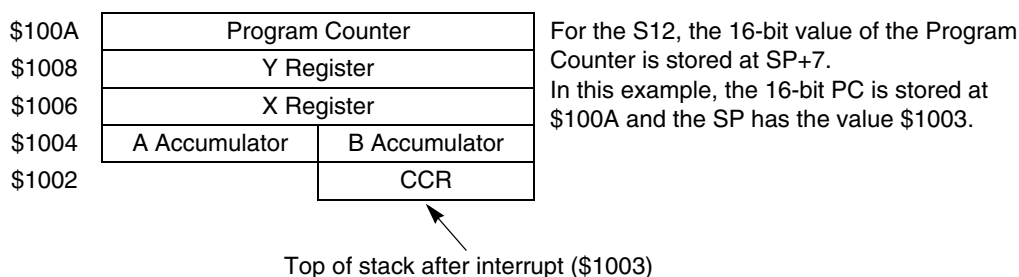 $100A Program Counter
$1008 Y Register
$1006 X Register
$1004 A Accumulator B Accumulator
$1002 CCR
Top of stack after interrupt ($1003)
For the S12, the 16-bit value of the Program
Counter is stored at SP+7.
In this example, the 16-bit PC is stored at
$100A and the SP has the value $1003.